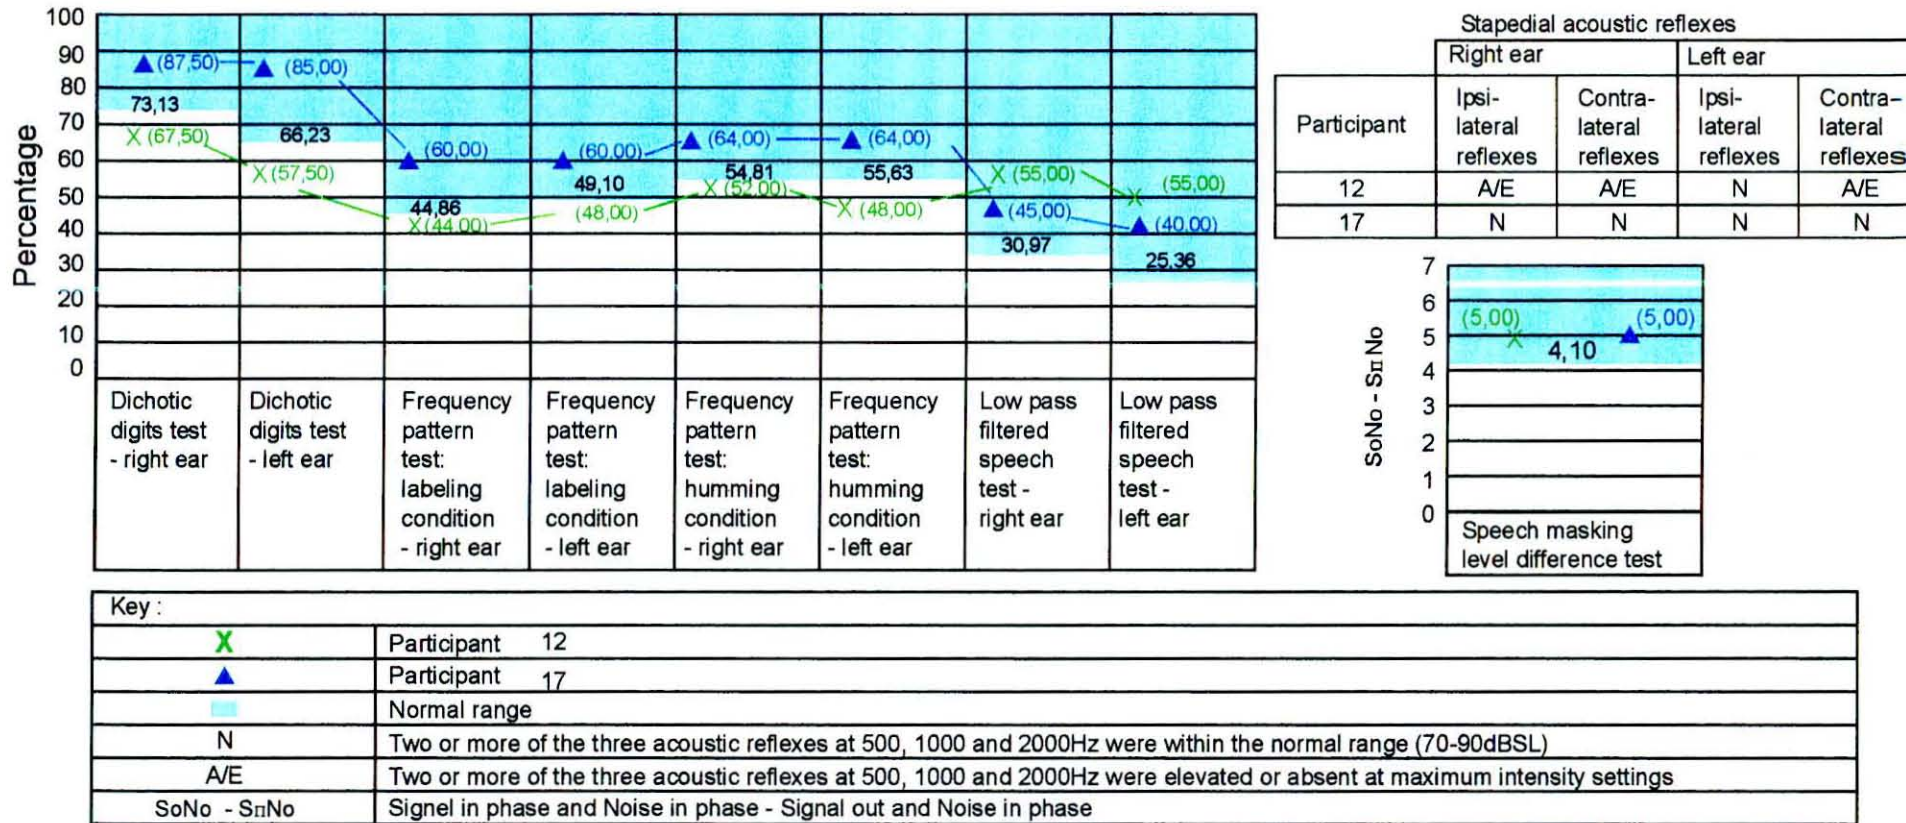 100
90
80
70
60
50
40
30
20
10
0
Percentage
(87,50)
(85,00)
73,13
(67,50)
66,23
(57,50)
(60,00)
44,86
(44,00)
(60,00)
49,10
(48,00)
(64,00)
54,81
(52,00)
(64,00)
55,63
(48,00)
(55,00)
(45,00)
30,97
(55,00)
(40,00)
25,36
Dichotic
digits test
- right ear
Dichotic
digits test
- left ear
Frequency
pattern
test:
labeling
condition
- right ear
Frequency
pattern
test:
labeling
condition
- left ear
Frequency
pattern
test:
humming
condition
- right ear
Frequency
pattern
test:
humming
condition
- left ear
Low pass
filtered
speech
test -
right ear
Low pass
filtered
speech
test -
left ear
Stapedial acoustic reflexes
Right ear Left ear
Participant
Ipsi-
lateral
reflexes
Contra-
lateral
reflexes
Ipsi-
lateral
reflexes
Contra-
lateral
reflexes
12 A/E A/E N A/E
17 N N N N
7
6
5
4
3
2
1
0
SoNo - SπNo
(5,00) (5,00)
4,10
Speech masking
level difference test
Key :
X Participant 12
Participant 17
Normal range
N Two or more of the three acoustic reflexes at 500, 1000 and 2000Hz were within the normal range (70-90dBSL)
A/E Two or more of the three acoustic reflexes at 500, 1000 and 2000Hz were elevated or absent at maximum intensity settings
SoNo - SπNo Signel in phase and Noise in phase - Signal out and Noise in phase